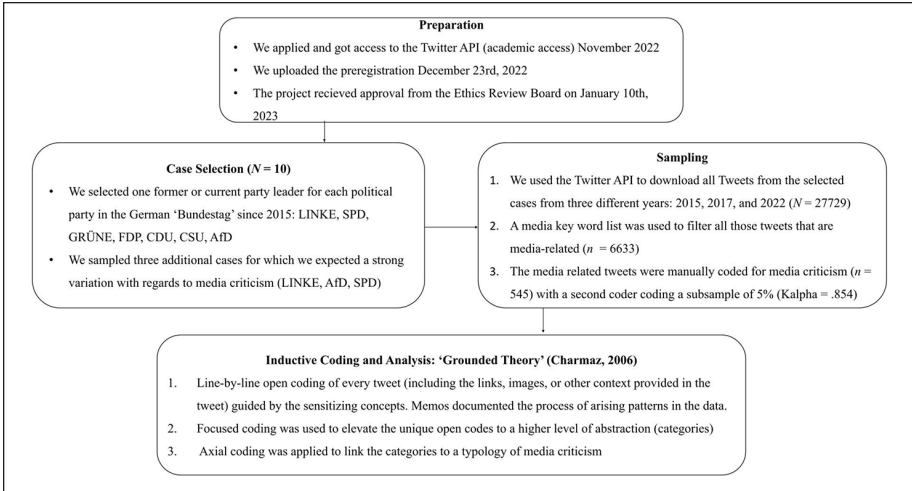 Preparation
• We applied and got access to the Twitter API (academic access) November 2022
• We uploaded the preregistration December 23rd, 2022
• The project recieved approval from the Ethics Review Board on January 10th,
2023
Case Selection (N = 10)
• We selected one former or current party leader for each political
party in the German ‘Bundestag’ since 2015: LINKE, SPD,
GRÜNE, FDP, CDU, CSU, AfD
• We sampled three additional cases for which we expected a strong
variation with regards to media criticism (LINKE, AfD, SPD)
Sampling
1. We used the Twitter API to download all Tweets from the selected
cases from three different years: 2015, 2017, and 2022 (N = 27729)
2. A media key word list was used to filter all those tweets that are
media-related (n = 6633)
3. The media related tweets were manually coded for media criticism (n =
545) with a second coder coding a subsample of 5% (Kalpha = .854)
Inductive Coding and Analysis: ‘Grounded Theory’ (Charmaz, 2006)
1. Line-by-line open coding of every tweet (including the links, images, or other context provided in the
tweet) guided by the sensitizing concepts. Memos documented the process of arising patterns in the data.
2. Focused coding was used to elevate the unique open codes to a higher level of abstraction (categories)
3. Axial coding was applied to link the categories to a typology of media criticism